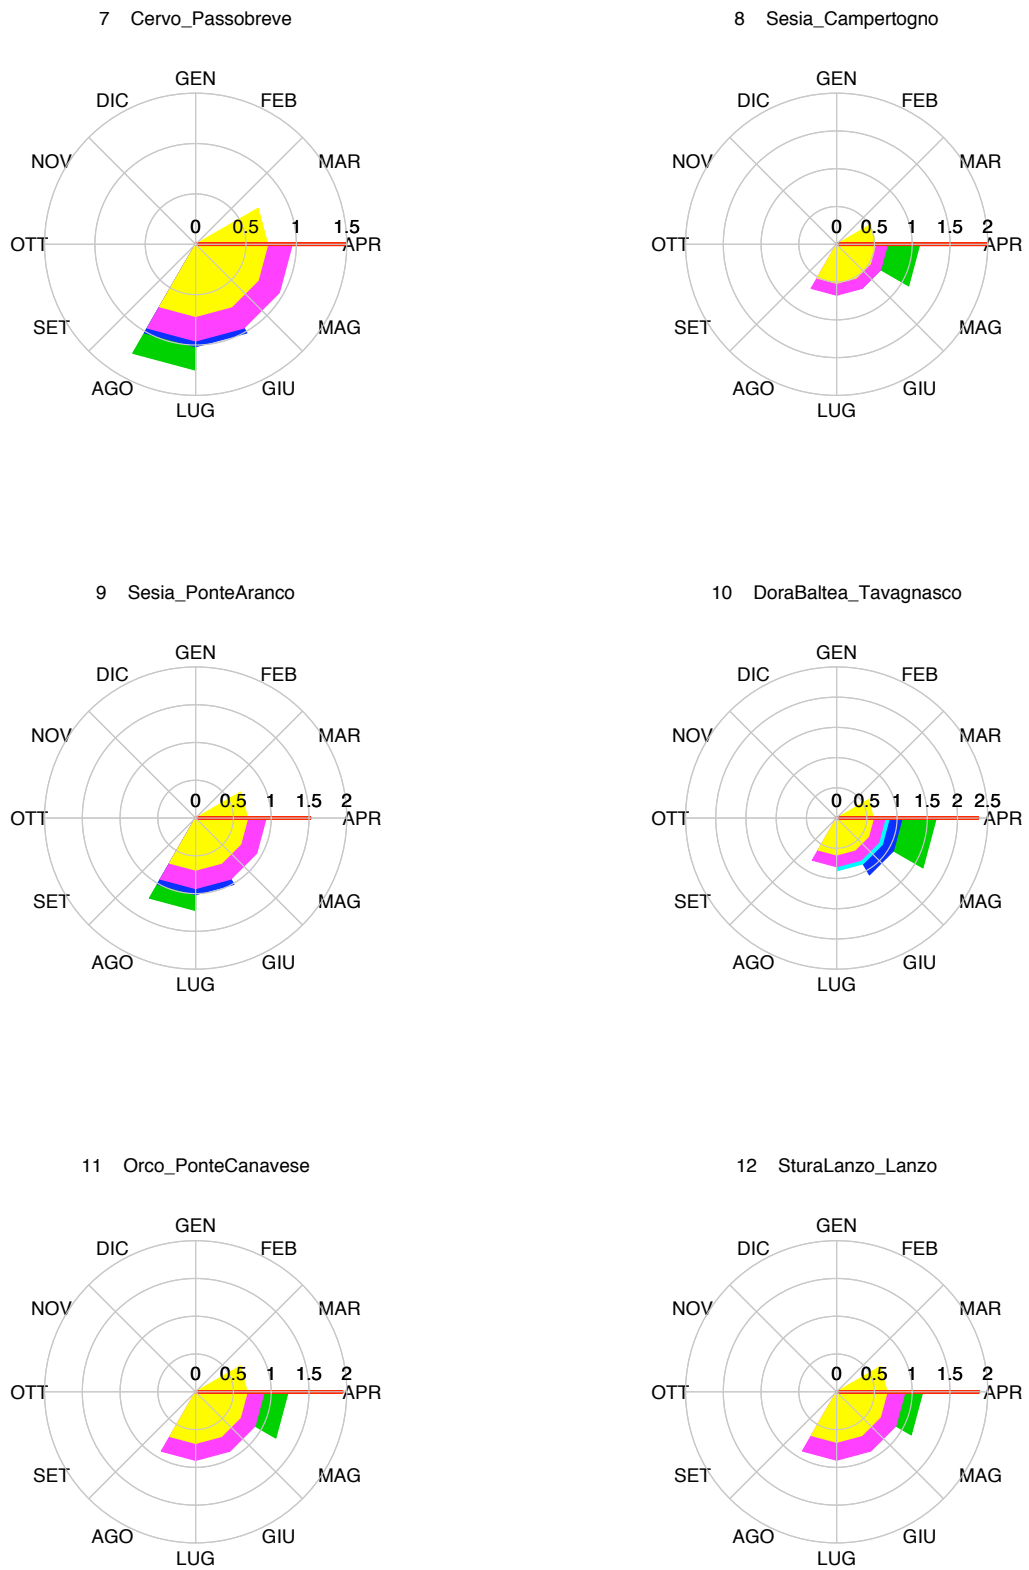 7 Cervo_Passobreve
GEN
DIC FEB
NOV MAR
0 0.5 1 1.5
OTT APR
SET MAG
AGO GIU
LUG
8 Sesia_Campertogno
GEN
DIC FEB
NOV MAR
0 0.5 1 1.5 2
OTT APR
SET MAG
AGO GIU
LUG
9 Sesia_PonteAranco
GEN
DIC FEB
NOV MAR
0 0.5 1 1.5 2
OTT APR
SET MAG
AGO GIU
LUG
10 DoraBaltea_Tavagnasco
GEN
DIC FEB
NOV MAR
0 0.5 1 1.5 2 2.5
OTT APR
SET MAG
AGO GIU
LUG
11 Orco_PonteCanavese
GEN
DIC FEB
NOV MAR
0 0.5 1 1.5 2
OTT APR
SET MAG
AGO GIU
LUG
12 SturaLanzo_Lanzo
GEN
DIC FEB
NOV MAR
0 0.5 1 1.5 2
OTT APR
SET MAG
AGO GIU
LUG